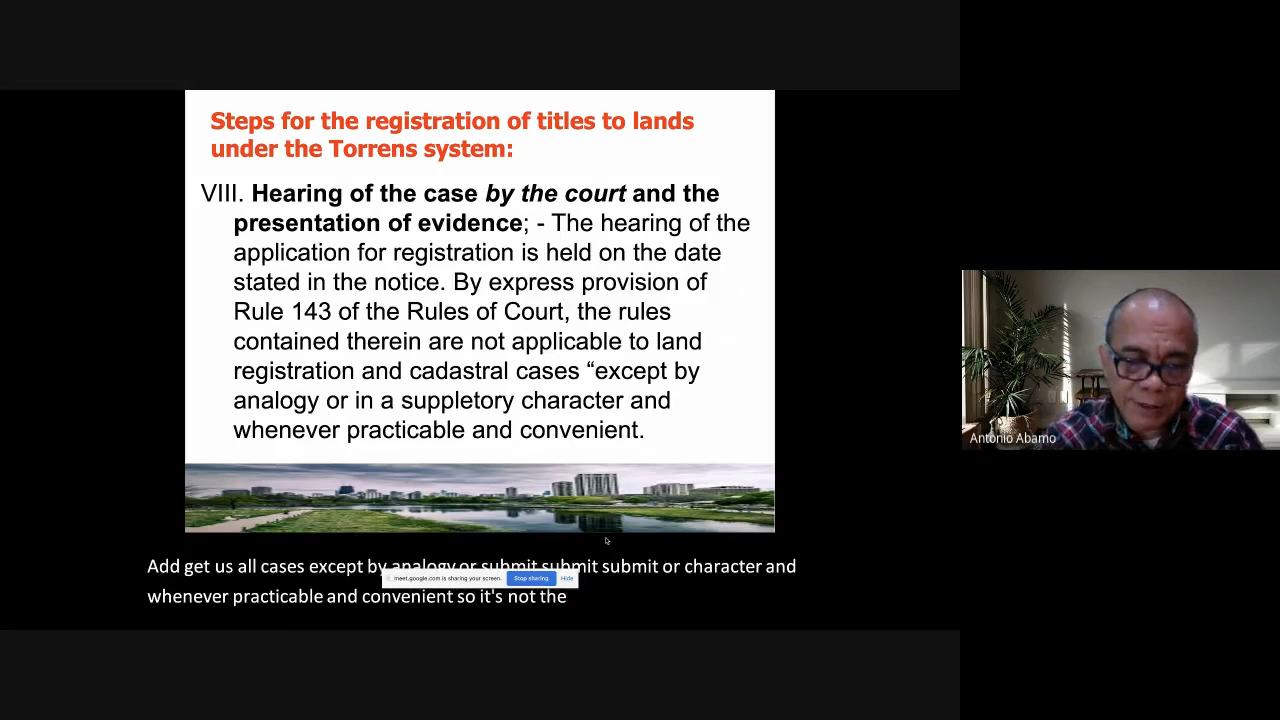 Steps for the registration of titles to lands
under the Torrens system:
VIII. Hearing of the case by the court and the
presentation of evidence; - The hearing of the
application for registration is held on the date
stated in the notice. By express provision of
Rule 143 of the Rules of Court, the rules
contained therein are not applicable to land
registration and cadastral cases “except by
analogy or in a suppletory character and
whenever practicable and convenient.
Antonio Abamo
Add get us all cases except by analogy or submit submit submit or character and
meet.google.com is sharing your screen. Stop sharing Hide
whenever practicable and convenient so it's not the